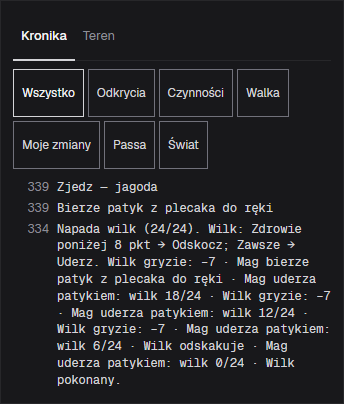 Kronika Teren
Wszystko Odkrycia Czynności Walka
Moje zmiany Passa Świat
339 Zjedz — jagoda
339 Bierze patyk z plecaka do ręki
334 Napada wilk (24/24). Wilk: Zdrowie
poniżej 8 pkt → Odskocz; Zawsze →
Uderz. Wilk gryzie: −7 · Mag bierze
patyk z plecaka do ręki · Mag uderza
patykiem: wilk 18/24 · Wilk gryzie: −7
· Mag uderza patykiem: wilk 12/24 ·
Wilk gryzie: −7 · Mag uderza patykiem:
wilk 6/24 · Wilk odskakuje · Mag
uderza patykiem: wilk 0/24 · Wilk
pokonany.